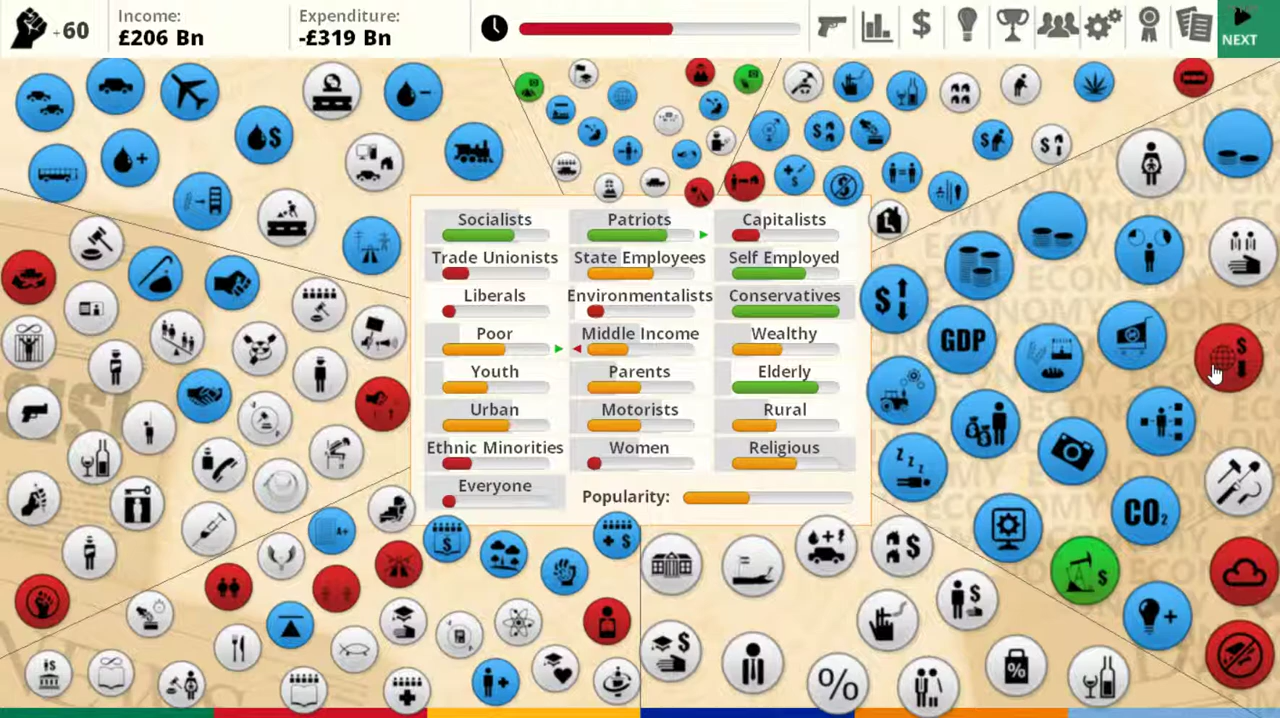 Income:
Expenditure:
+60
£206 Bn
-£319 Bn
NEXT
Socialists
Patriots
Capitalists
Trade Unionists
State Employees
Self Employed
Liberals
Environmentalists
Conservatives
Poor
Middle Income
Wealthy
Youth
Parents
Elderly
Urban
Motorists
Rural
Ethnic Minorities
Women
Religious
Everyone
Popularity:
GDP
CO₂
A+
%
ECONOMY